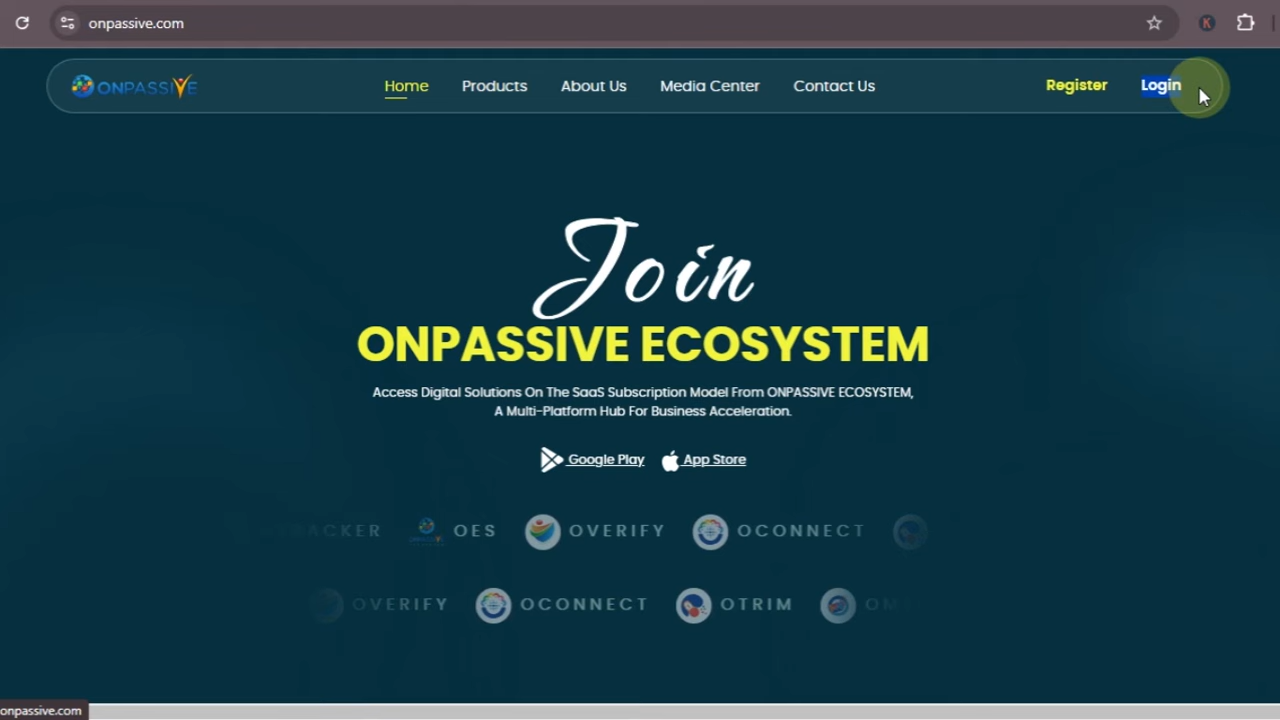 onpassive.com
ONPASSIVE
Home Products About Us Media Center Contact Us Register Login
Join
ONPASSIVE ECOSYSTEM
Access Digital Solutions On The SaaS Subscription Model From ONPASSIVE ECOSYSTEM,
A Multi-Platform Hub For Business Acceleration.
Google Play App Store
OES OVERIFY OCONNECT
OVERIFY OCONNECT OTRIM
onpassive.com